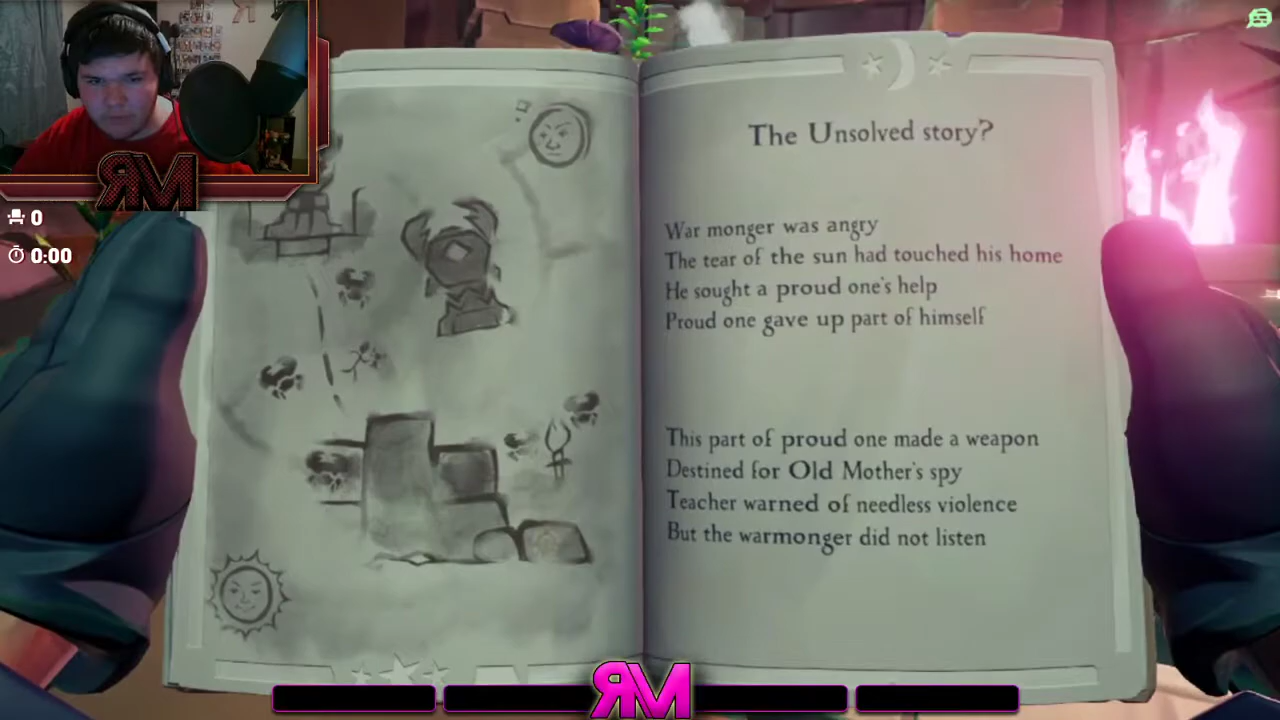 ЯM
0
0:00
The Unsolved story?
War monger was angry
The tear of the sun had touched his home
He sought a proud one's help
Proud one gave up part of himself
This part of proud one made a weapon
Destined for Old Mother's spy
Teacher warned of needless violence
But the warmonger did not listen
ЯM